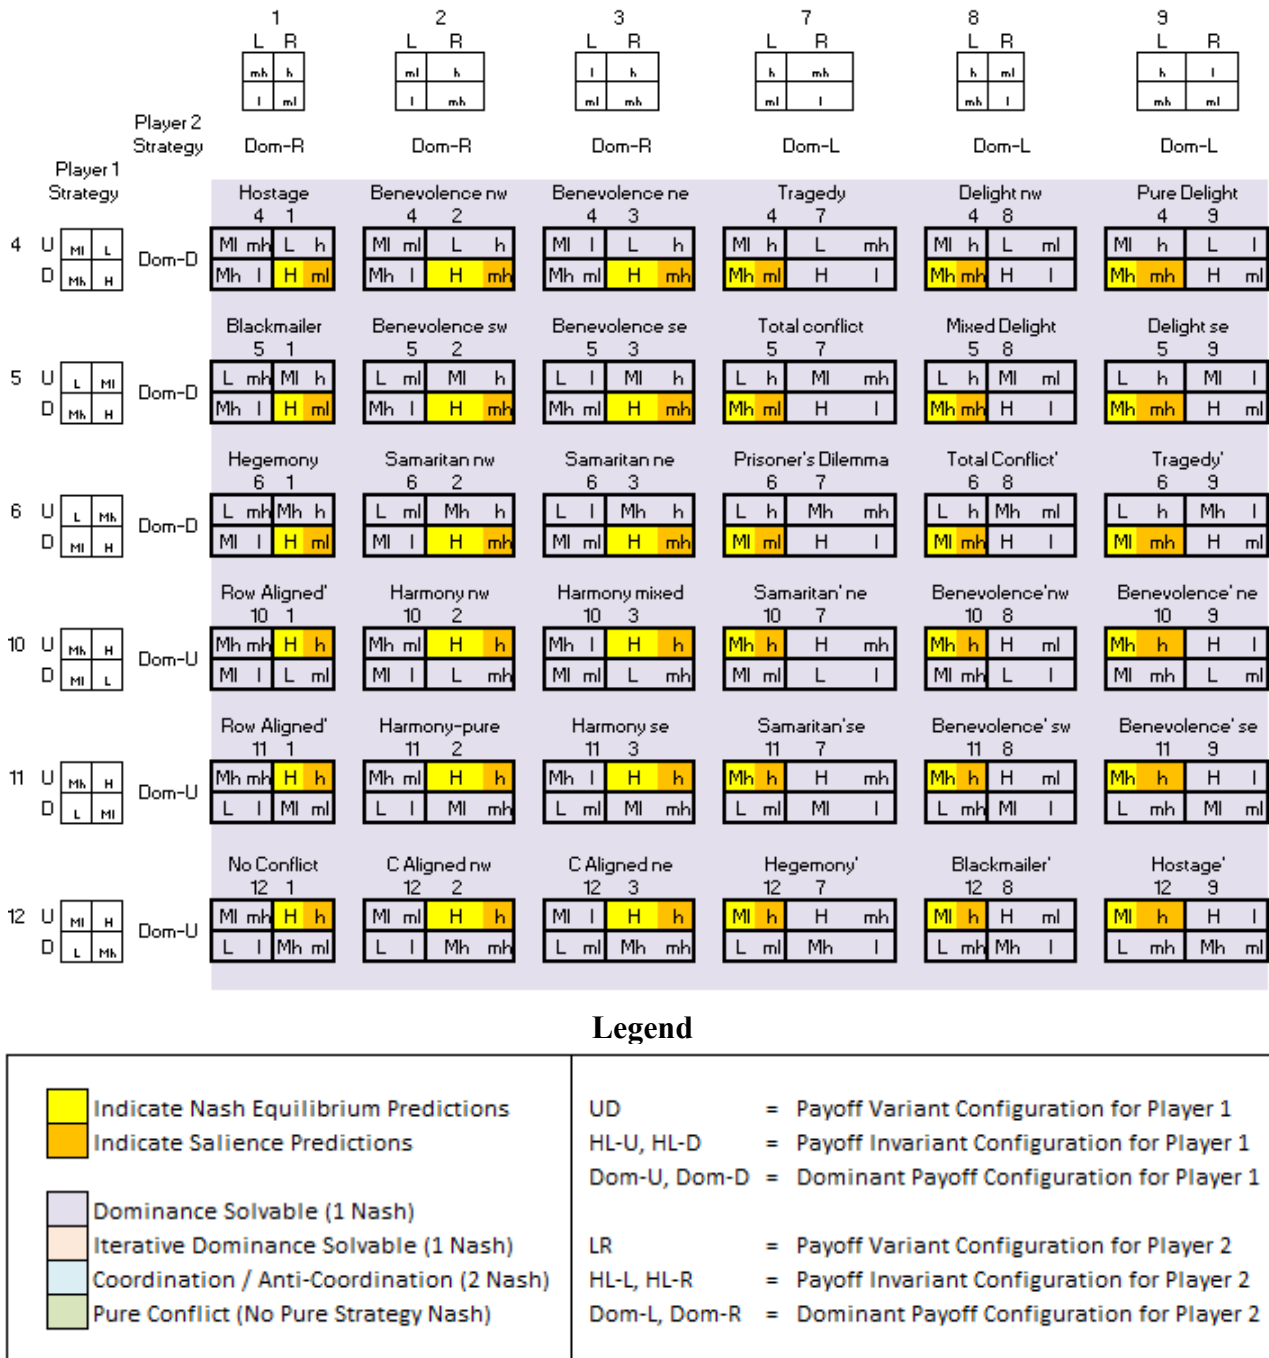 1 2 3 7 8 9
L R L R L R L R L R L R
mh h ml h l h h mh h ml h l
l ml l mh ml mh ml l mh l mh ml
Player 2
Strategy Dom-R Dom-R Dom-R Dom-L Dom-L Dom-L
Player 1
Strategy
Hostage Benevolence nw Benevolence ne Tragedy Delight nw Pure Delight
4 1 4 2 4 3 4 7 4 8 4 9
4 U Ml L Dom-D Ml mh L h Ml ml L h Ml l L h Ml h L mh Ml h L ml Ml h L l
D Mh H Mh l H ml Mh l H mh Mh ml H mh Mh ml H l Mh mh H l Mh mh H ml
Blackmailer Benevolence sw Benevolence se Total conflict Mixed Delight Delight se
5 1 5 2 5 3 5 7 5 8 5 9
5 U L Ml Dom-D L mh Ml h L ml Ml h L l Ml h L h Ml mh L h Ml ml L h Ml l
D Mh H Mh l H ml Mh l H mh Mh ml H mh Mh ml H l Mh mh H l Mh mh H ml
Hegemony Samaritan nw Samaritan ne Prisoner's Dilemma Total Conflict' Tragedy'
6 1 6 2 6 3 6 7 6 8 6 9
6 U L Mh Dom-D L mh Mh h L ml Mh h L l Mh h L h Mh mh L h Mh ml L h Mh l
D Ml H Ml l H ml Ml l H mh Ml ml H mh Ml ml H l Ml mh H l Ml mh H ml
Row Aligned' Harmony nw Harmony mixed Samaritan' ne Benevolence'nw Benevolence' ne
10 1 10 2 10 3 10 7 10 8 10 9
10 U Mh H Dom-U Mh mh H h Mh ml H h Mh l H h Mh h H mh Mh h H ml Mh h H l
D Ml L Ml l L ml Ml l L mh Ml ml L mh Ml ml L l Ml mh L l Ml mh L ml
Row Aligned' Harmony-pure Harmony se Samaritan'se Benevolence' sw Benevolence' se
11 1 11 2 11 3 11 7 11 8 11 9
11 U Mh H Dom-U Mh mh H h Mh ml H h Mh l H h Mh h H mh Mh h H ml Mh h H l
D L Ml L l Ml ml L l Ml mh L ml Ml mh L ml Ml l L mh Ml l L mh Ml ml
No Conflict C Aligned nw C Aligned ne Hegemony' Blackmailer' Hostage'
12 1 12 2 12 3 12 7 12 8 12 9
12 U Ml H Dom-U Ml mh H h Ml ml H h Ml l H h Ml h H mh Ml h H ml Ml h H l
D L Mh L l Mh ml L l Mh mh L ml Mh mh L ml Mh l L mh Mh l L mh Mh ml
Legend
Indicate Nash Equilibrium Predictions
Indicate Salience Predictions
Dominance Solvable (1 Nash)
Iterative Dominance Solvable (1 Nash)
Coordination / Anti-Coordination (2 Nash)
Pure Conflict (No Pure Strategy Nash)
UD = Payoff Variant Configuration for Player 1
HL-U, HL-D = Payoff Invariant Configuration for Player 1
Dom-U, Dom-D = Dominant Payoff Configuration for Player 1
LR = Payoff Variant Configuration for Player 2
HL-L, HL-R = Payoff Invariant Configuration for Player 2
Dom-L, Dom-R = Dominant Payoff Configuration for Player 2